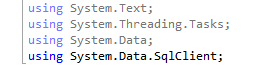 using System.Text;
using System.Threading.Tasks;
using System.Data;
using System.Data.SqlClient;